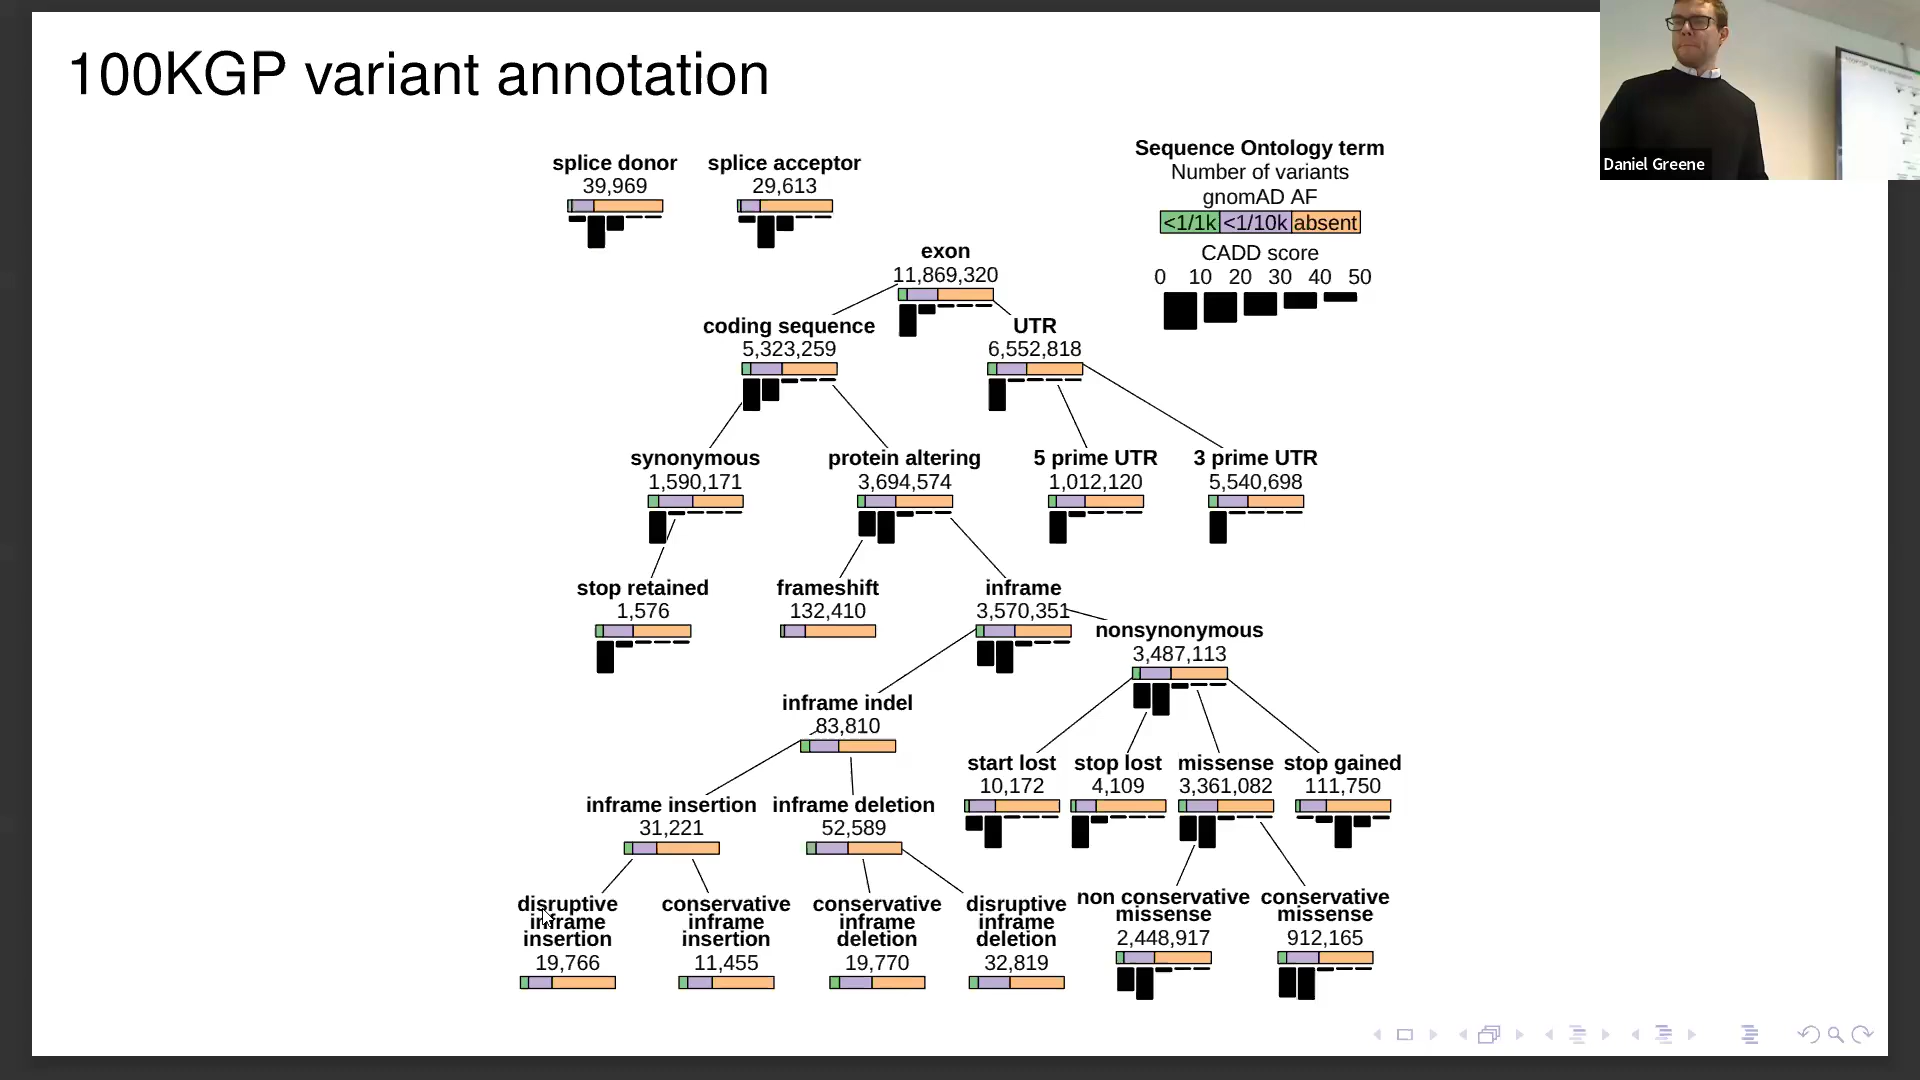 100KGP variant annotation
Daniel Greene
splice donor
39,969
splice acceptor
29,613
Sequence Ontology term
Number of variants
gnomAD AF
<1/1k <1/10k absent
CADD score
0 10 20 30 40 50
exon
11,869,320
coding sequence
5,323,259
UTR
6,552,818
synonymous
1,590,171
protein altering
3,694,574
5 prime UTR
1,012,120
3 prime UTR
5,540,698
stop retained
1,576
frameshift
132,410
inframe
3,570,351
nonsynonymous
3,487,113
inframe indel
83,810
start lost
10,172
stop lost
4,109
missense
3,361,082
stop gained
111,750
inframe insertion
31,221
inframe deletion
52,589
disruptive
inframe
insertion
19,766
conservative
inframe
insertion
11,455
conservative
inframe
deletion
19,770
disruptive
inframe
deletion
32,819
non conservative
missense
2,448,917
conservative
missense
912,165